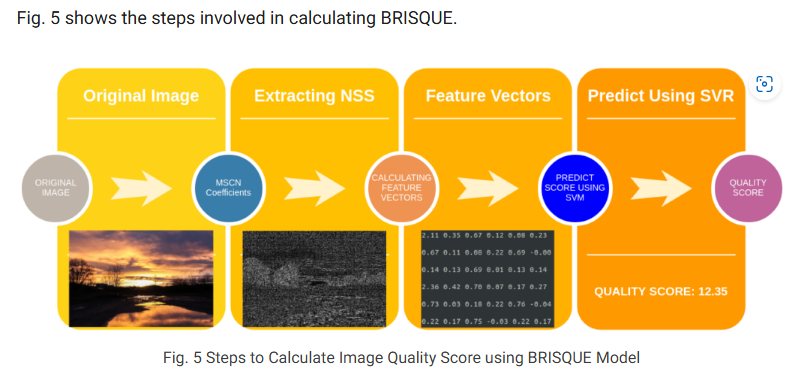 Fig. 5 shows the steps involved in calculating BRISQUE.
Original Image
Extracting NSS
Feature Vectors
Predict Using SVR
ORIGINAL
IMAGE
MSCN
Coefficients
CALCULATING
FEATURE
VECTORS
PREDICT
SCORE USING
SVM
QUALITY
SCORE
2.11 0.35 0.67 0.12 0.08 0.23
0.67 0.11 0.08 0.22 0.69 -0.00
0.14 0.13 0.69 0.01 0.13 0.14
2.36 0.42 0.70 0.07 0.17 0.27
0.73 0.03 0.18 0.22 0.76 -0.04
0.22 0.17 0.75 -0.03 0.22 0.17
QUALITY SCORE: 12.35
Fig. 5 Steps to Calculate Image Quality Score using BRISQUE Model